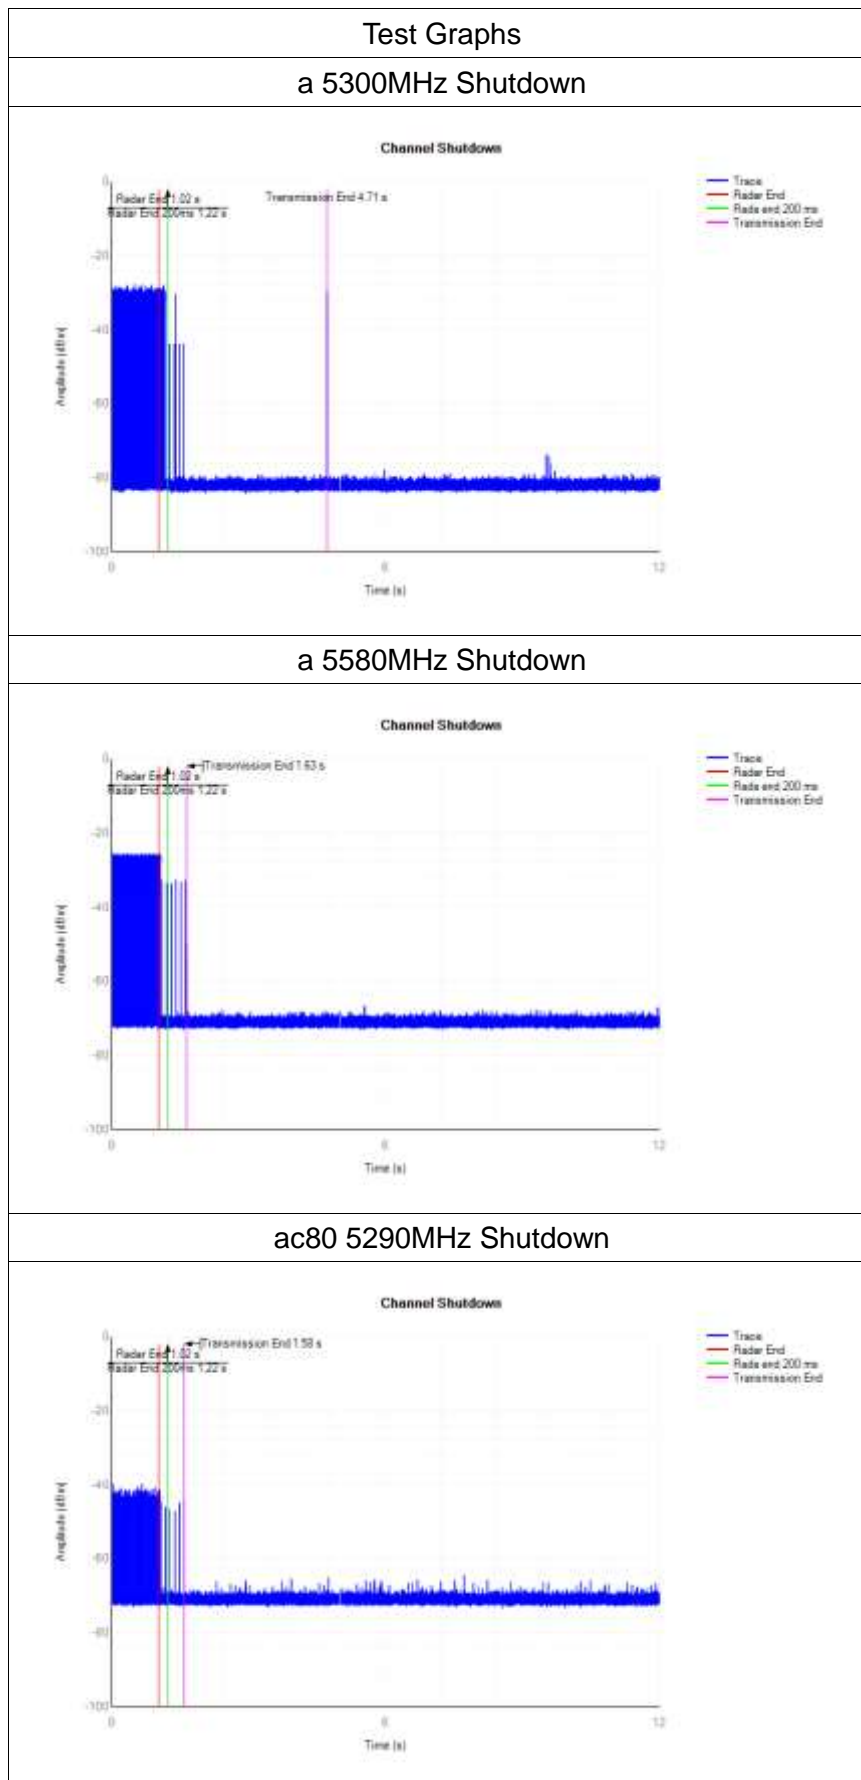 Test Graphs
a 5300MHz Shutdown
Channel Shutdown
Radar End 1.02 s
Radar End 200ms 1.22 s
Transmission End 4.71 s
Trace
Radar End
Rada end 200 ms
Transmission End
0
-20
-40
-60
-80
-100
Amplitude (dBm)
0
6
12
Time (s)
a 5580MHz Shutdown
Channel Shutdown
Transmission End 1.63 s
Radar End 1.02 s
Radar End 200ms 1.22 s
Trace
Radar End
Rada end 200 ms
Transmission End
0
-20
-40
-60
-80
-100
Amplitude (dBm)
0
6
12
Time (s)
ac80 5290MHz Shutdown
Channel Shutdown
Transmission End 1.58 s
Radar End 1.02 s
Radar End 200ms 1.22 s
Trace
Radar End
Rada end 200 ms
Transmission End
0
-20
-40
-60
-80
-100
Amplitude (dBm)
0
6
12
Time (s)